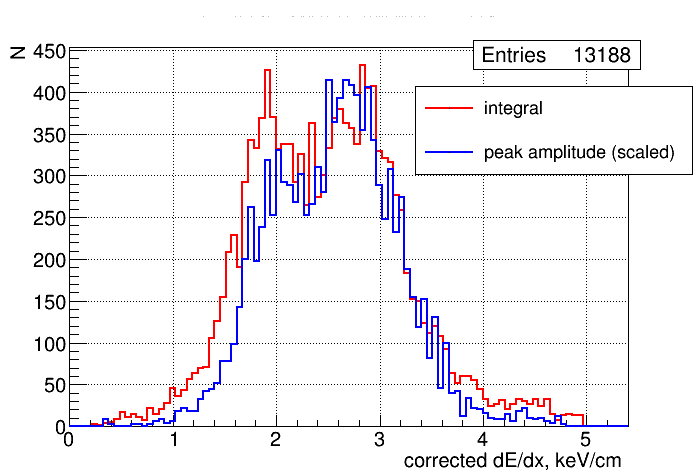 N
Entries 13188
integral
peak amplitude (scaled)
450
400
350
300
250
200
150
100
50
0
0 1 2 3 4 5
corrected dE/dx, keV/cm